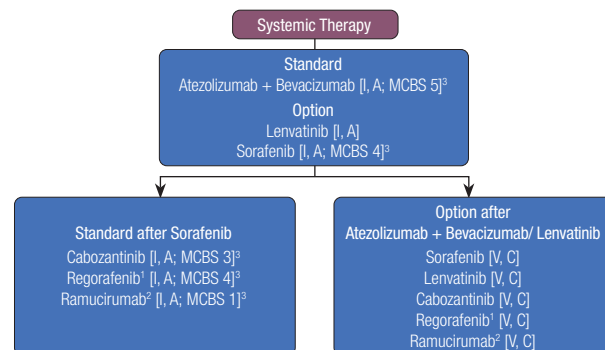 Systemic Therapy
Standard
Atezolizumab + Bevacizumab [I, A; MCBS 5]³
Option
Lenvatinib [I, A]
Sorafenib [I, A; MCBS 4]³
Standard after Sorafenib
Cabozantinib [I, A; MCBS 3]³
Regorafenib¹ [I, A; MCBS 4]³
Ramucirumab² [I, A; MCBS 1]³
Option after
Atezolizumab + Bevacizumab/ Lenvatinib
Sorafenib [V, C]
Lenvatinib [V, C]
Cabozantinib [V, C]
Regorafenib¹ [V, C]
Ramucirumab² [V, C]